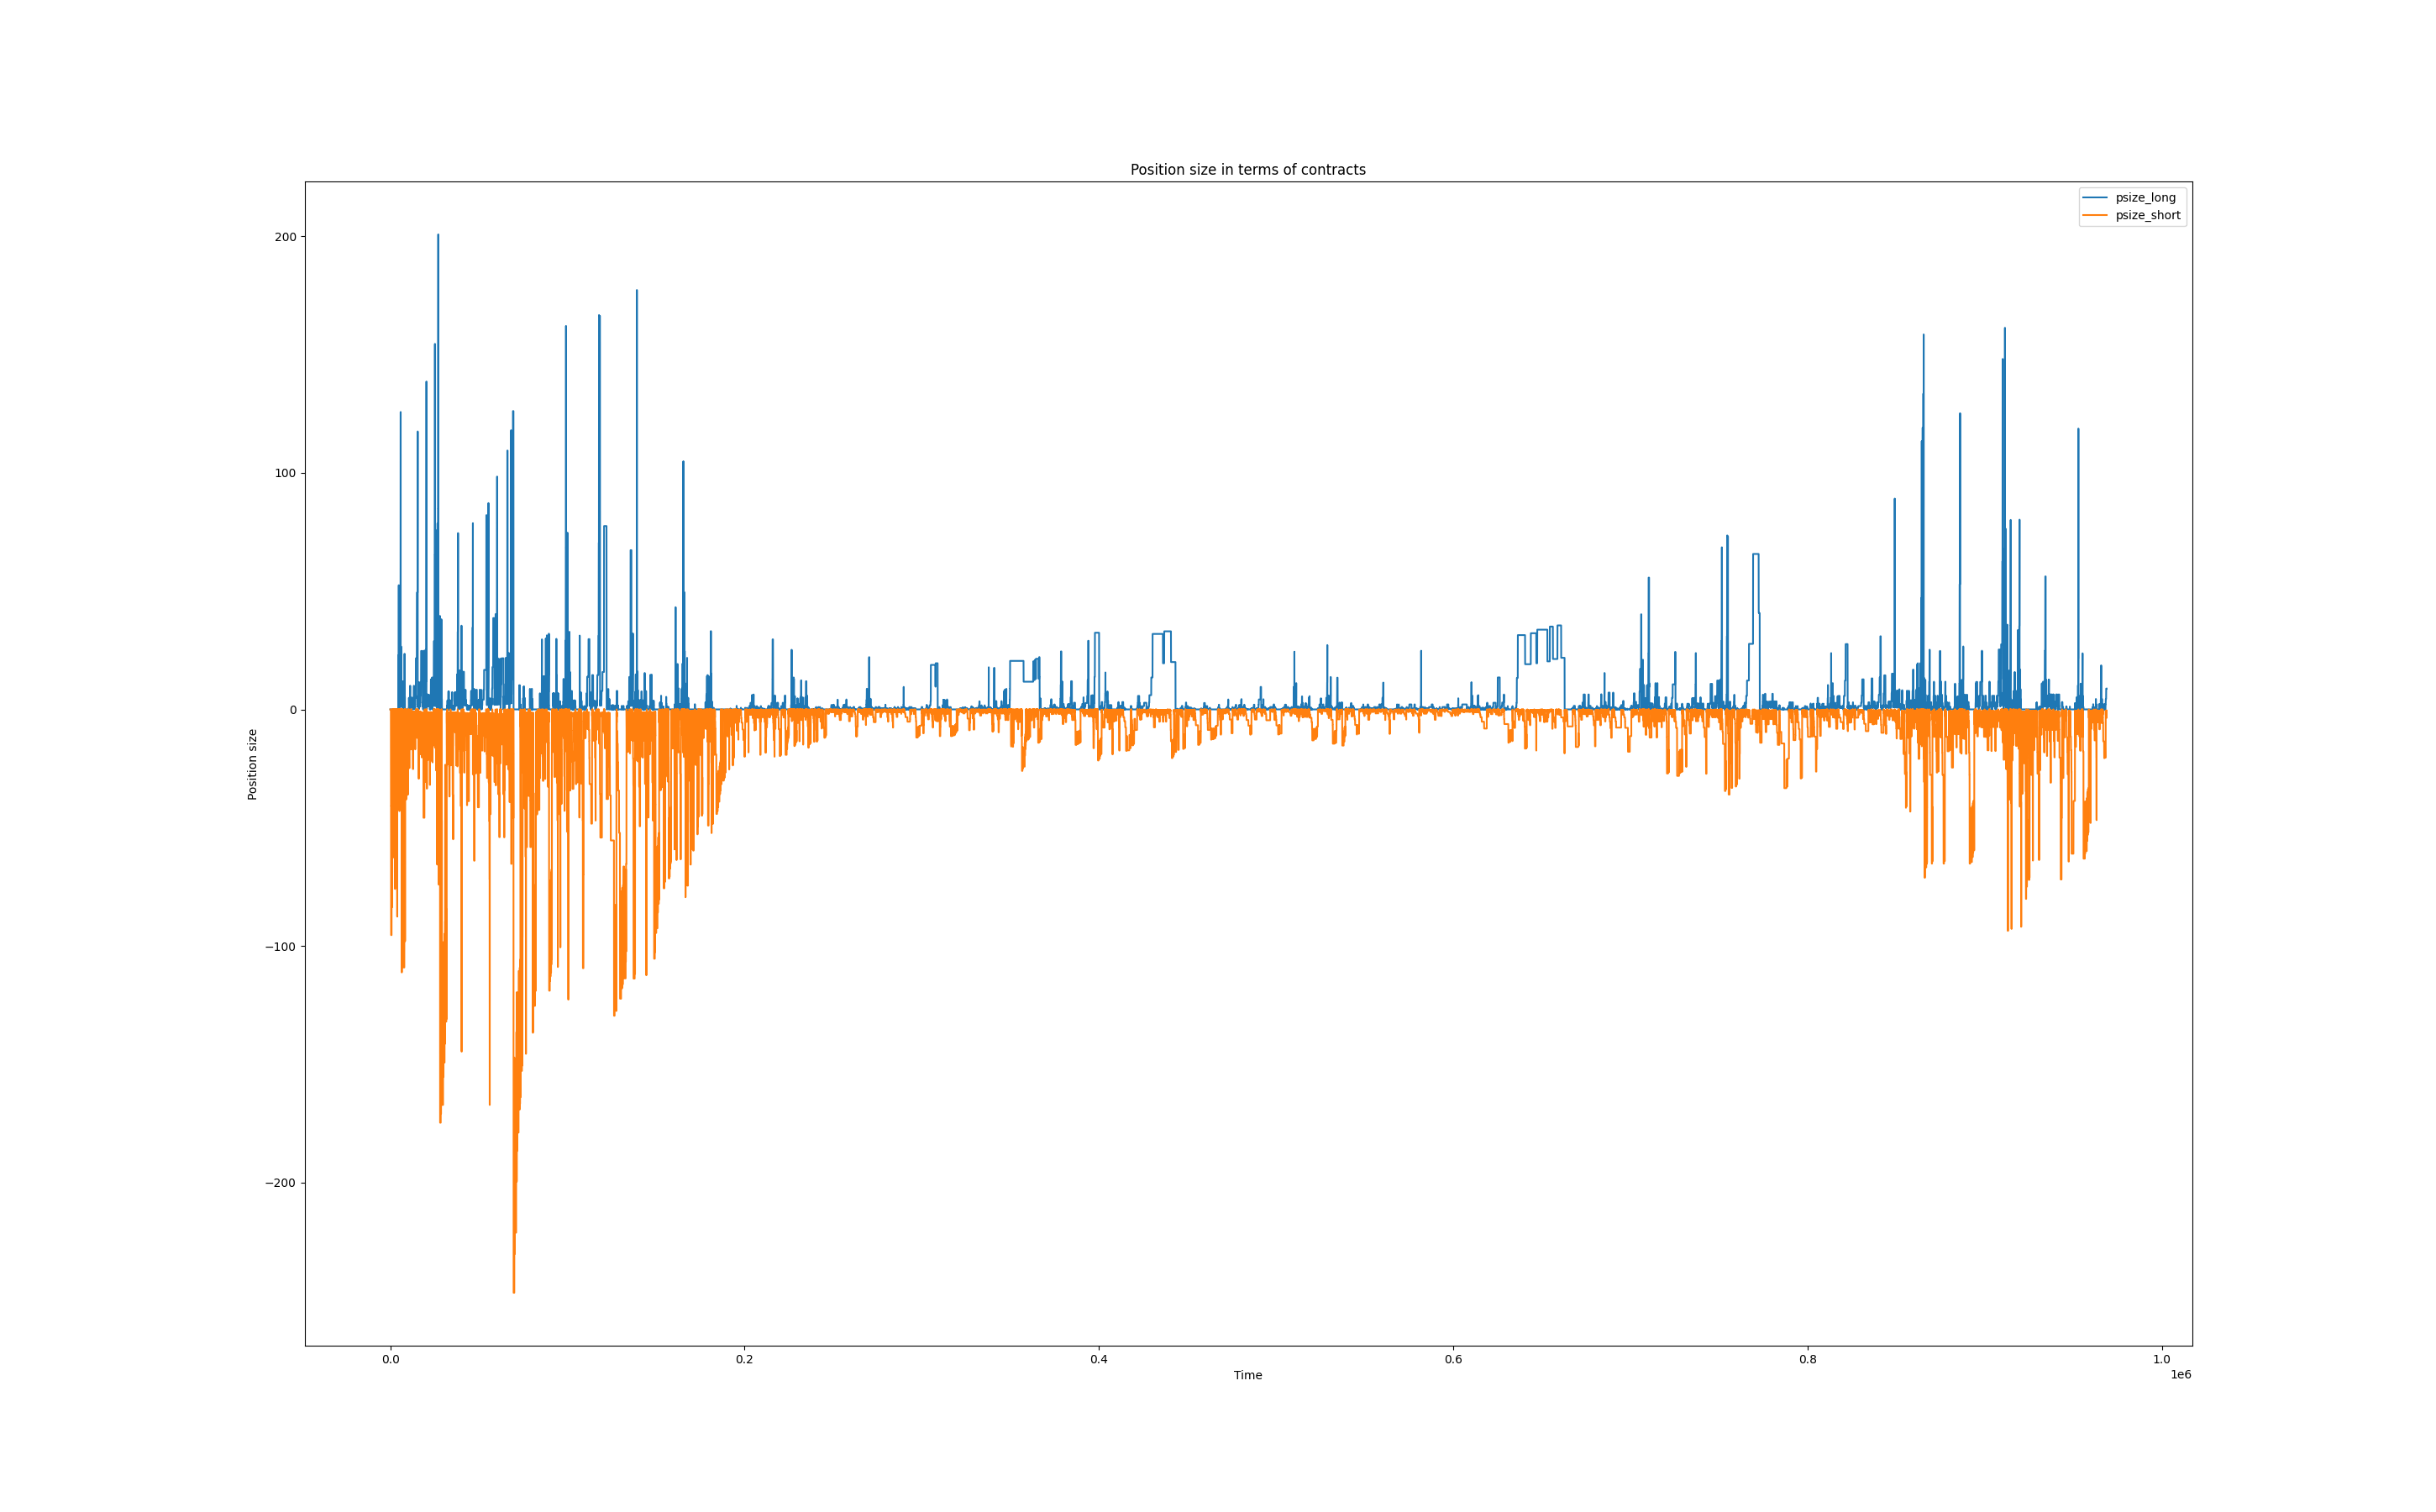 Position size in terms of contracts
psize_long
psize_short
200
100
0
−100
−200
Position size
0.0
0.2
0.4
0.6
0.8
1.0
Time
1e6